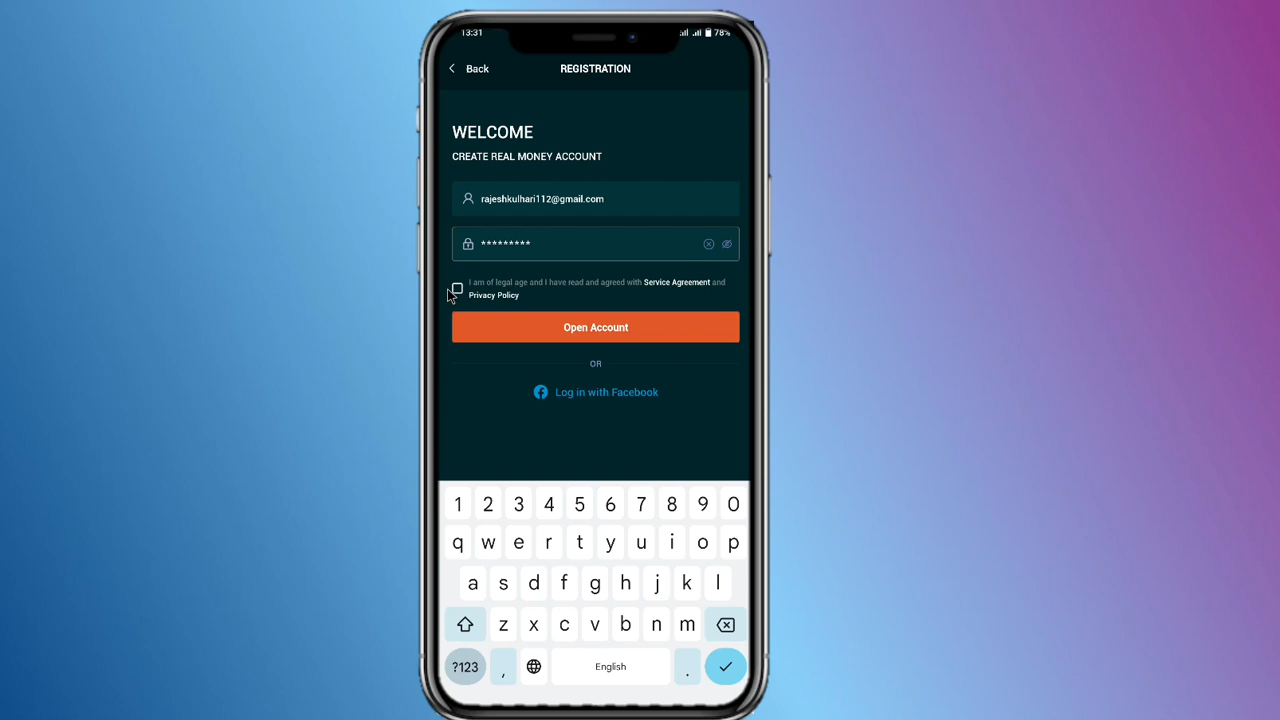 13:31
78%
Back
REGISTRATION
WELCOME
CREATE REAL MONEY ACCOUNT
rajeshkulhari112@gmail.com
*********
I am of legal age and I have read and agreed with Service Agreement and
Privacy Policy
Open Account
OR
Log in with Facebook
1 2 3 4 5 6 7 8 9 0
q w e r t y u i o p
a s d f g h j k l
z x c v b n m
?123 , English .